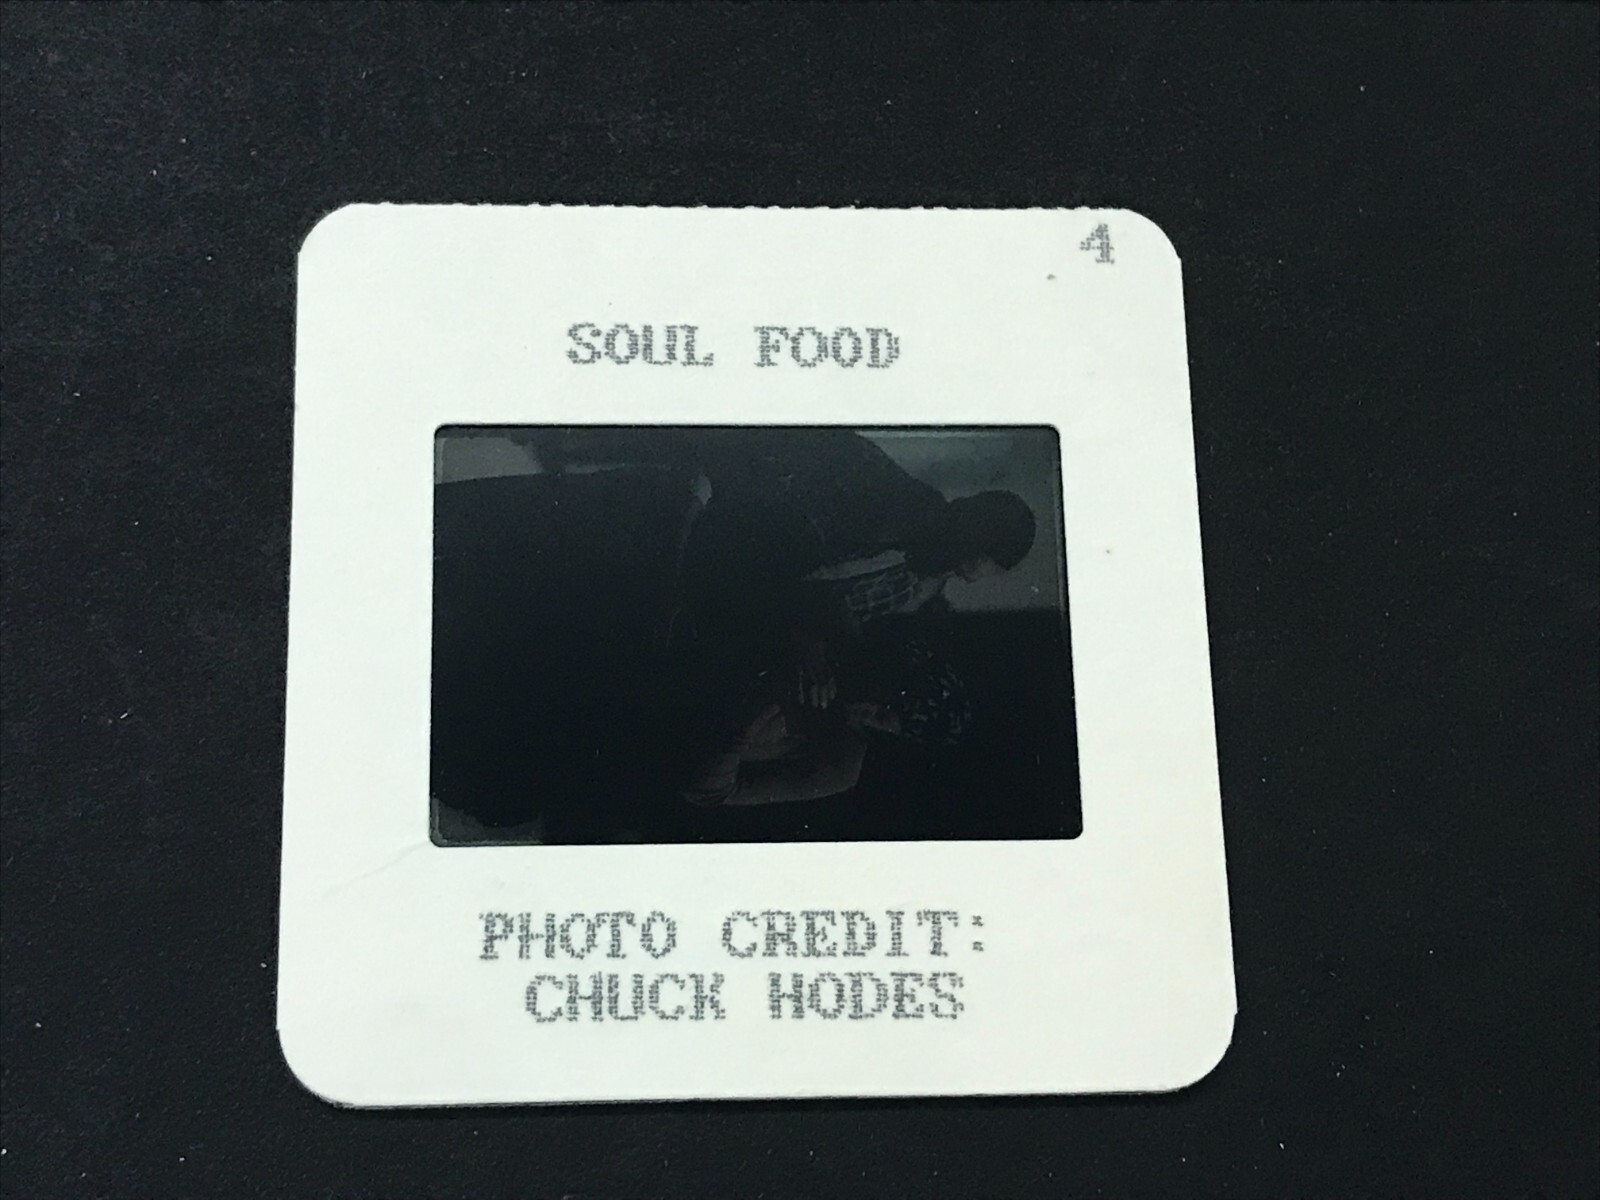 4
SOUL FOOD
PHOTO CREDIT:
CHUCK HODES